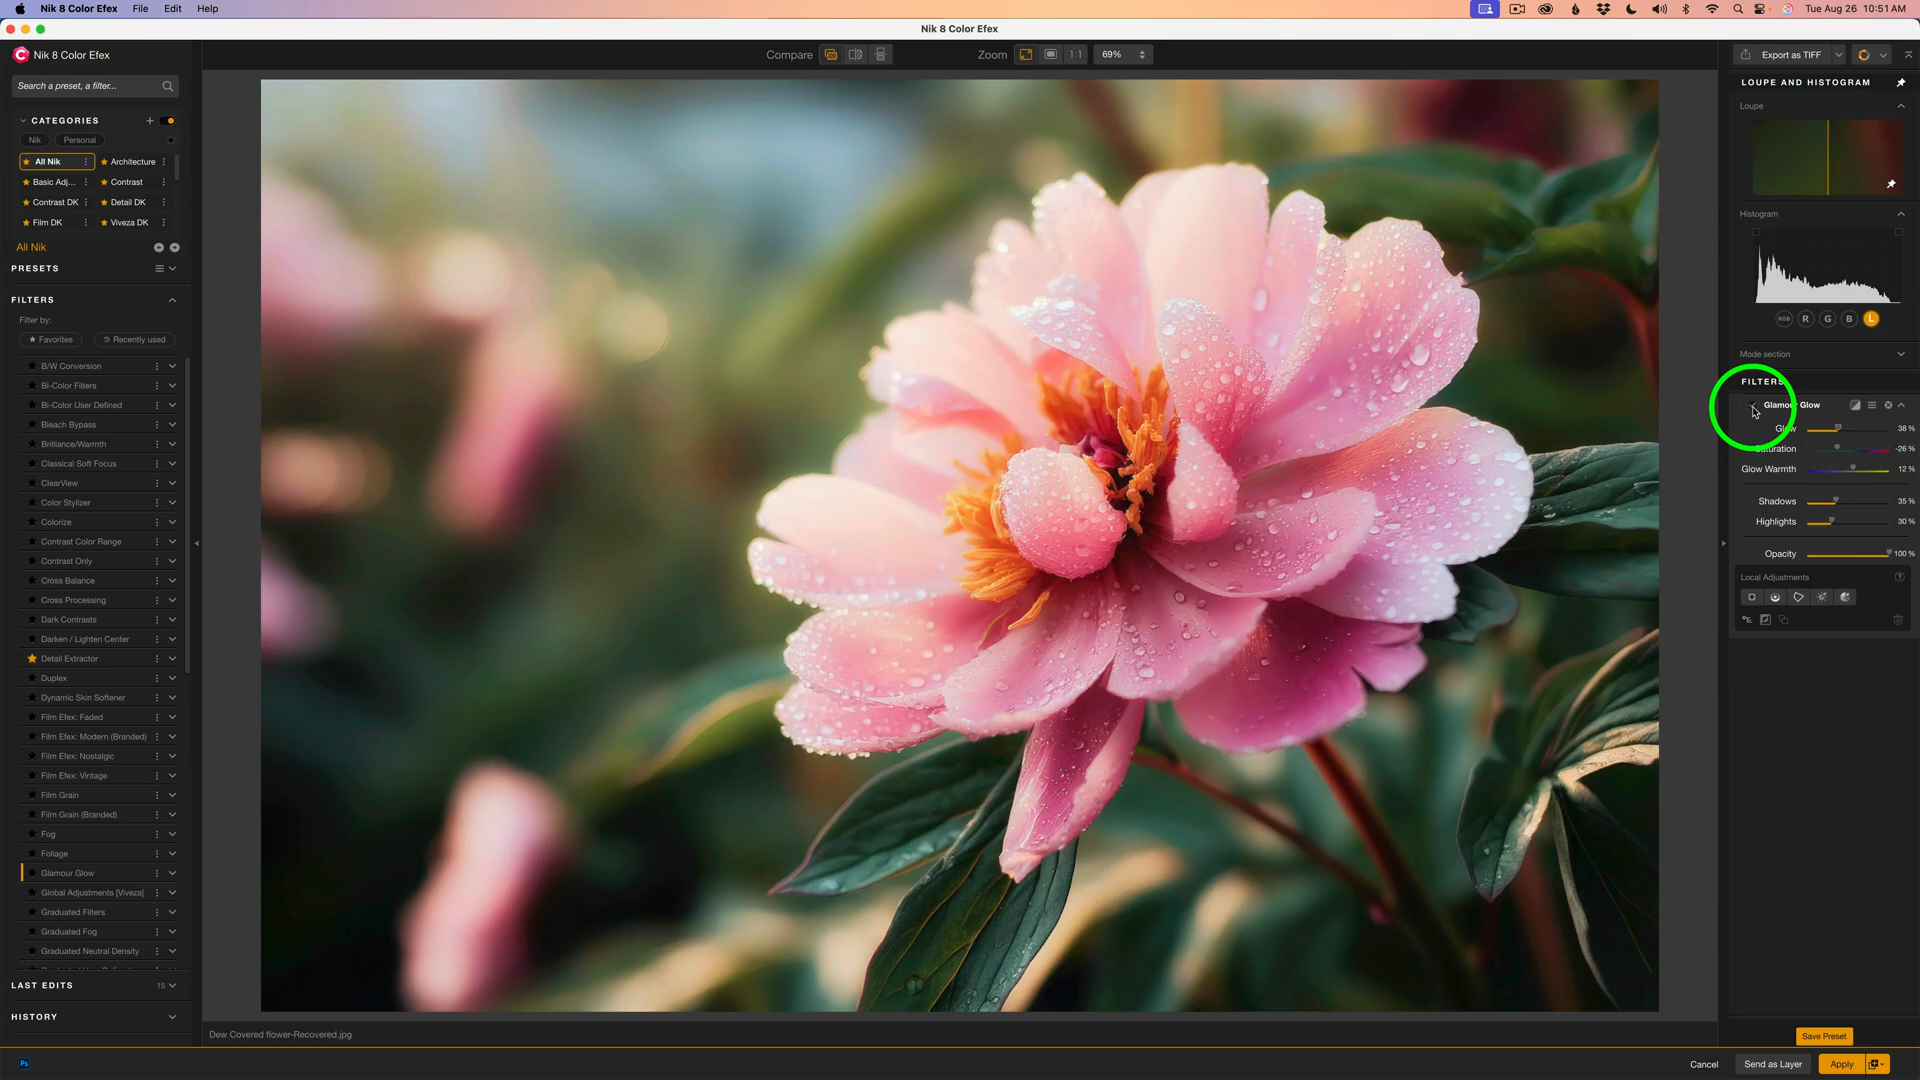 Nik 8 Color Efex File Edit Help
Tue Aug 26 10:51 AM
Nik 8 Color Efex
Nik 8 Color Efex
Compare
Zoom
1:1
69%
Export as TIFF
Search a preset, a filter...
CATEGORIES
Nik
Personal
All Nik
Architecture
Basic Adj...
Contrast
Contrast DK
Detail DK
Film DK
Viveza DK
All Nik
PRESETS
FILTERS
Filter by:
Favorites
Recently used
B/W Conversion
Bi-Color Filters
Bi-Color User Defined
Bleach Bypass
Brilliance/Warmth
Classical Soft Focus
ClearView
Color Stylizer
Colorize
Contrast Color Range
Contrast Only
Cross Balance
Cross Processing
Dark Contrasts
Darken / Lighten Center
Detail Extractor
Duplex
Dynamic Skin Softener
Film Efex: Faded
Film Efex: Modern (Branded)
Film Efex: Nostalgic
Film Efex: Vintage
Film Grain
Film Grain (Branded)
Fog
Foliage
Glamour Glow
Global Adjustments [Viveza]
Graduated Filters
Graduated Fog
Graduated Neutral Density
LAST EDITS 15
HISTORY
Ps
Dew Covered flower-Recovered.jpg
LOUPE AND HISTOGRAM
Loupe
Histogram
RGB R G B L
Mode section
FILTERS
Glamour Glow
Glow 38 %
Saturation -26 %
Glow Warmth 12 %
Shadows 35 %
Highlights 30 %
Opacity 100 %
Local Adjustments ?
Save Preset
Cancel
Send as Layer
Apply